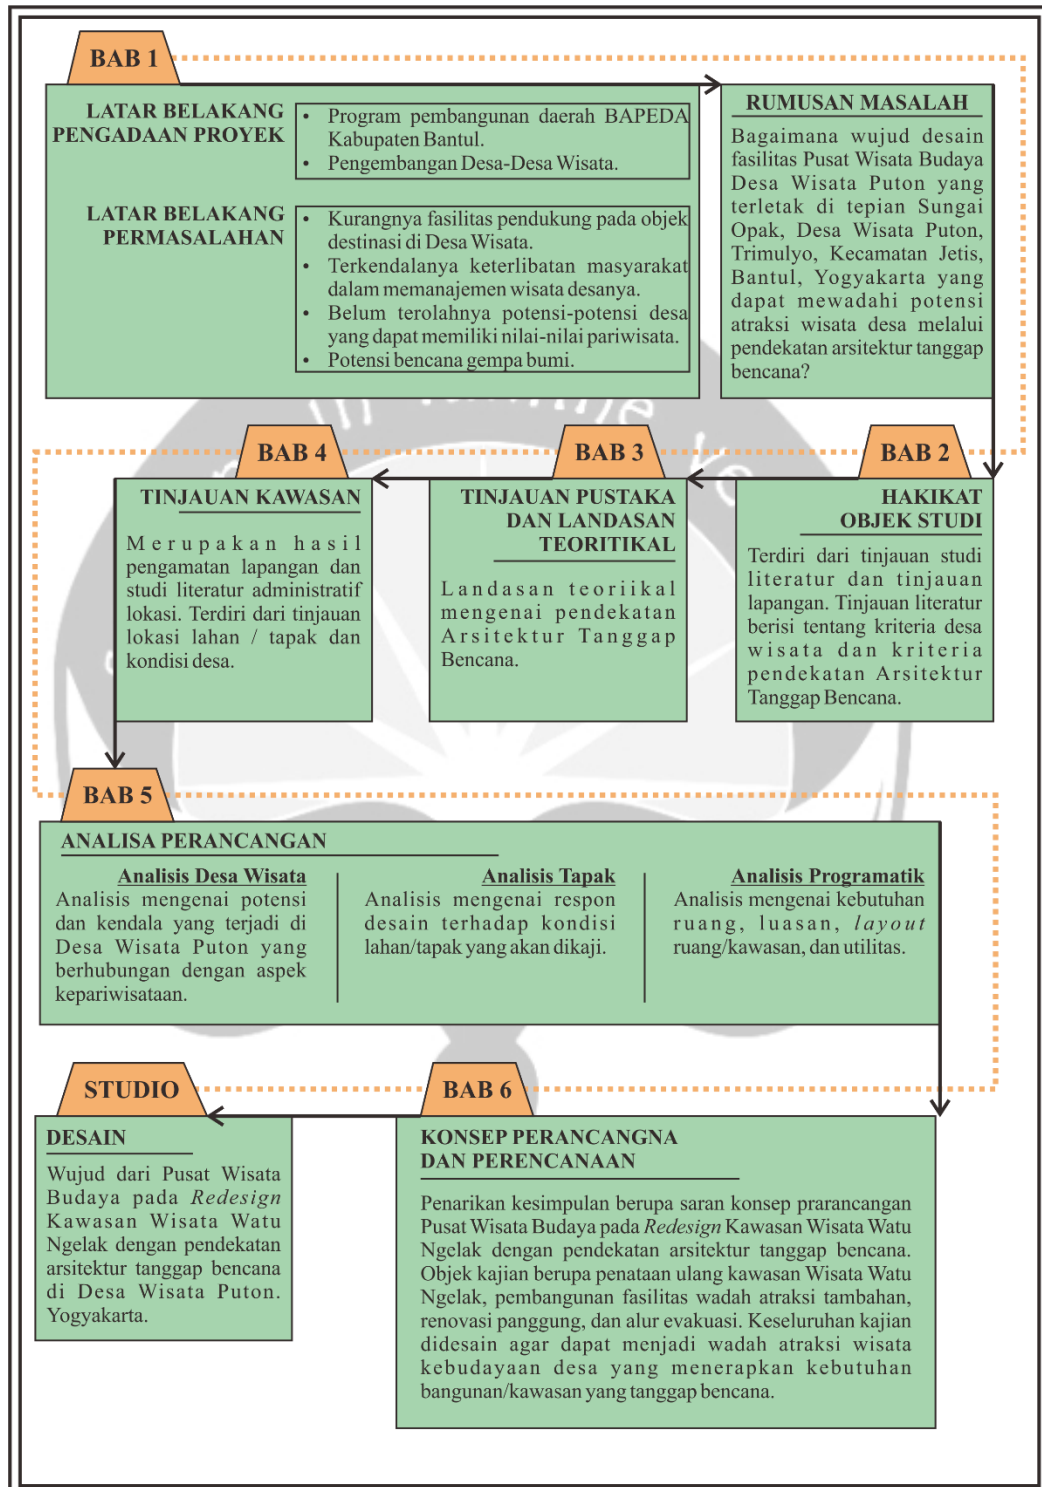 BAB 1
LATAR BELAKANG
PENGADAAN PROYEK
• Program pembangunan daerah BAPEDA
Kabupaten Bantul.
• Pengembangan Desa-Desa Wisata.
LATAR BELAKANG
PERMASALAHAN
• Kurangnya fasilitas pendukung pada objek
destinasi di Desa Wisata.
• Terkendalanya keterlibatan masyarakat
dalam memanajemen wisata desanya.
• Belum terolahnya potensi-potensi desa
yang dapat memiliki nilai-nilai pariwisata.
• Potensi bencana gempa bumi.
RUMUSAN MASALAH
Bagaimana wujud desain
fasilitas Pusat Wisata Budaya
Desa Wisata Puton yang
terletak di tepian Sungai
Opak, Desa Wisata Puton,
Trimulyo, Kecamatan Jetis,
Bantul, Yogyakarta yang
dapat mewadahi potensi
atraksi wisata desa melalui
pendekatan arsitektur tanggap
bencana?
BAB 2
HAKIKAT
OBJEK STUDI
Terdiri dari tinjauan studi
literatur dan tinjauan
lapangan. Tinjauan literatur
berisi tentang kriteria desa
wisata dan kriteria
pendekatan Arsitektur
Tanggap Bencana.
BAB 3
TINJAUAN PUSTAKA
DAN LANDASAN
TEORITIKAL
Landasan teoriikal
mengenai pendekatan
Arsitektur Tanggap
Bencana.
BAB 4
TINJAUAN KAWASAN
Merupakan hasil
pengamatan lapangan dan
studi literatur administratif
lokasi. Terdiri dari tinjauan
lokasi lahan / tapak dan
kondisi desa.
BAB 5
ANALISA PERANCANGAN
Analisis Desa Wisata
Analisis mengenai potensi
dan kendala yang terjadi di
Desa Wisata Puton yang
berhubungan dengan aspek
kepariwisataan.
Analisis Tapak
Analisis mengenai respon
desain terhadap kondisi
lahan/tapak yang akan dikaji.
Analisis Programatik
Analisis mengenai kebutuhan
ruang, luasan, layout
ruang/kawasan, dan utilitas.
BAB 6
KONSEP PERANCANGNA
DAN PERENCANAAN
Penarikan kesimpulan berupa saran konsep prarancangan
Pusat Wisata Budaya pada Redesign Kawasan Wisata Watu
Ngelak dengan pendekatan arsitektur tanggap bencana.
Objek kajian berupa penataan ulang kawasan Wisata Watu
Ngelak, pembangunan fasilitas wadah atraksi tambahan,
renovasi panggung, dan alur evakuasi. Keseluruhan kajian
didesain agar dapat menjadi wadah atraksi wisata
kebudayaan desa yang menerapkan kebutuhan
bangunan/kawasan yang tanggap bencana.
STUDIO
DESAIN
Wujud dari Pusat Wisata
Budaya pada Redesign
Kawasan Wisata Watu
Ngelak dengan pendekatan
arsitektur tanggap bencana
di Desa Wisata Puton.
Yogyakarta.